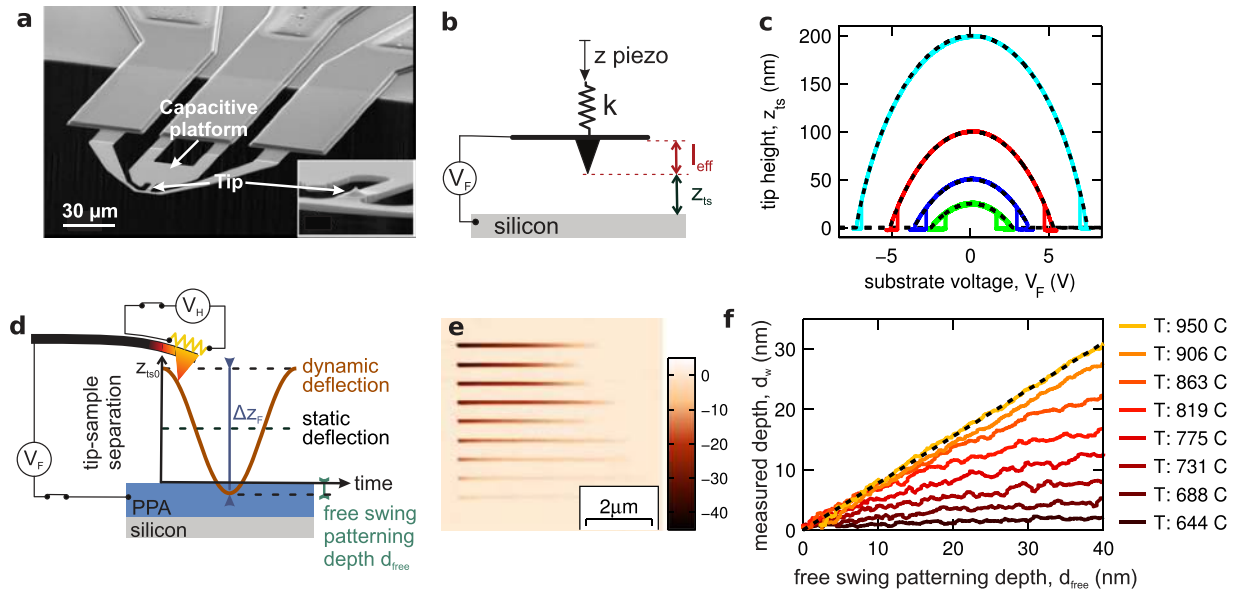 a
Capacitive
platform
Tip
30 µm
b
z piezo
k
l_eff
V_F
z_ts
silicon
c
tip height, z_ts (nm)
200
150
100
50
0
−5
0
5
substrate voltage, V_F (V)
d
V_H
z_ts0
dynamic
deflection
Δz_F
static
deflection
tip-sample
separation
V_F
time
PPA
silicon
free swing
patterning
depth d_free
e
2µm
0
−10
−20
−30
−40
f
measured depth, d_w (nm)
30
20
10
0
0
10
20
30
40
free swing patterning depth, d_free (nm)
T: 950 C
T: 906 C
T: 863 C
T: 819 C
T: 775 C
T: 731 C
T: 688 C
T: 644 C